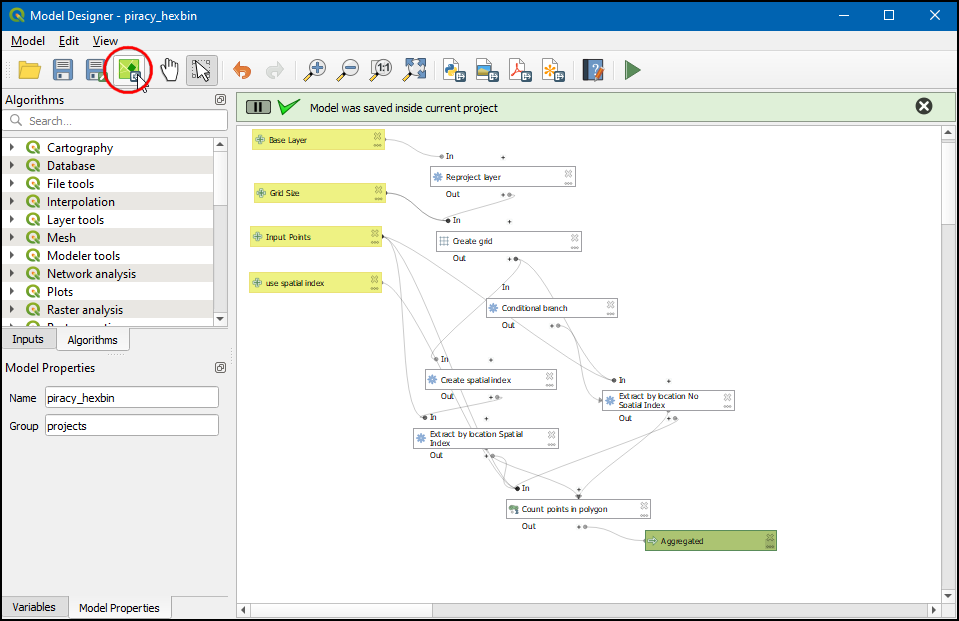 Model Designer - piracy_hexbin
Model Edit View
1:1
Algorithms
Search...
Cartography
Database
File tools
Interpolation
Layer tools
Mesh
Modeler tools
Network analysis
Plots
Raster analysis
Inputs Algorithms
Model Properties
Name piracy_hexbin
Group projects
Variables Model Properties
Model was saved inside current project
Base Layer
In
Reproject layer
Out
Grid Size
In
Input Points
Create grid
Out
use spatial index
In
Conditional branch
Out
In
Create spatial index
Out
In
Extract by location No
Spatial Index
Out
In
Extract by location Spatial
Index
Out
In
Count points in polygon
Out
Aggregated